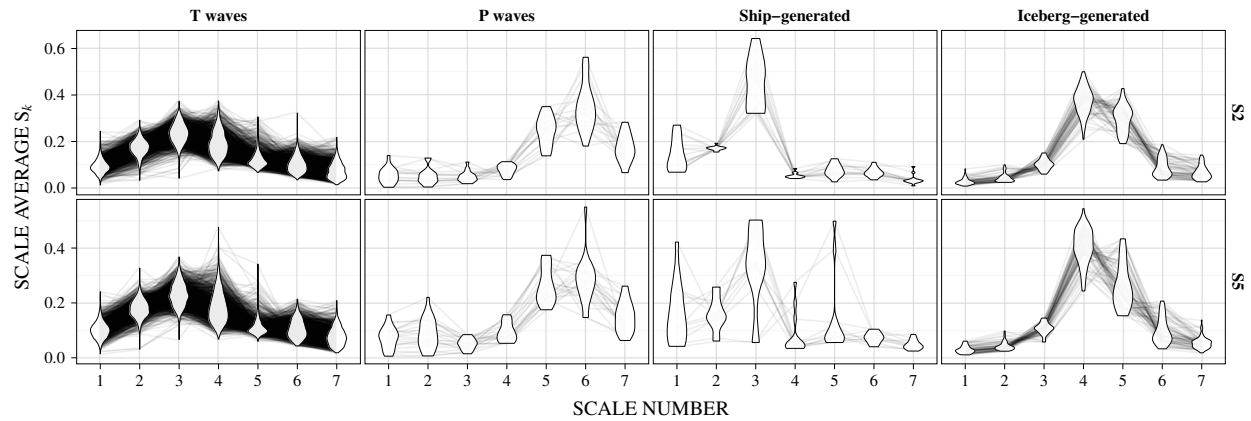 T waves P waves Ship−generated Iceberg−generated
SCALE AVERAGE Sk
0.6
0.4
0.2
0.0
S2
0.4
0.2
0.0
S5
1 2 3 4 5 6 7 1 2 3 4 5 6 7 1 2 3 4 5 6 7 1 2 3 4 5 6 7
SCALE NUMBER